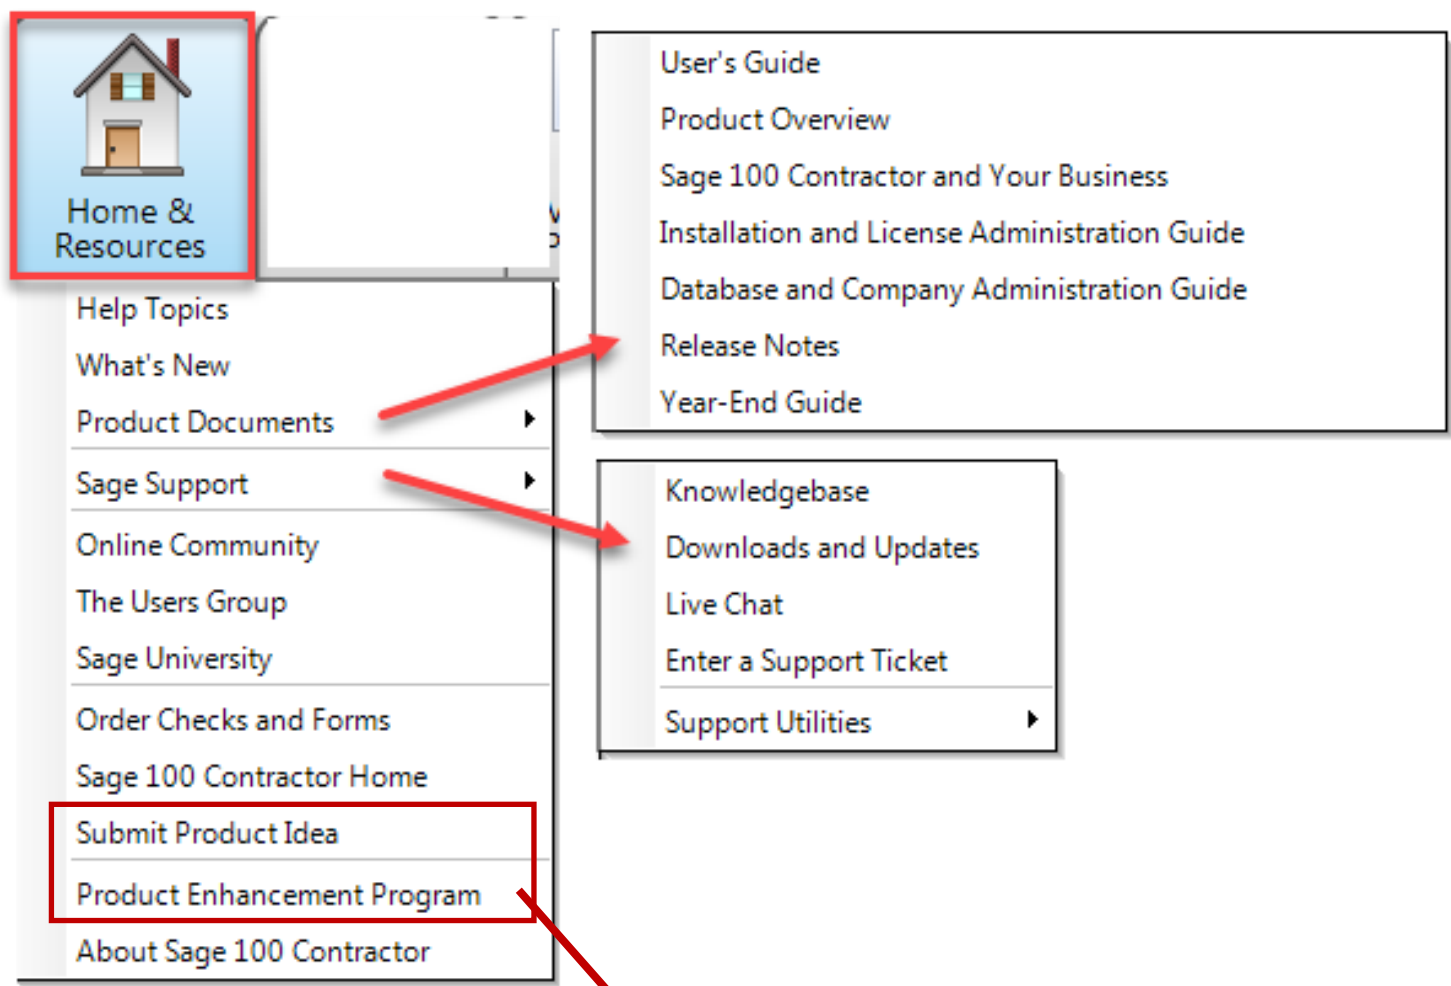 Home &
Resources
Help Topics
What's New
Product Documents
Sage Support
Online Community
The Users Group
Sage University
Order Checks and Forms
Sage 100 Contractor Home
Submit Product Idea
Product Enhancement Program
About Sage 100 Contractor
User's Guide
Product Overview
Sage 100 Contractor and Your Business
Installation and License Administration Guide
Database and Company Administration Guide
Release Notes
Year-End Guide
Knowledgebase
Downloads and Updates
Live Chat
Enter a Support Ticket
Support Utilities